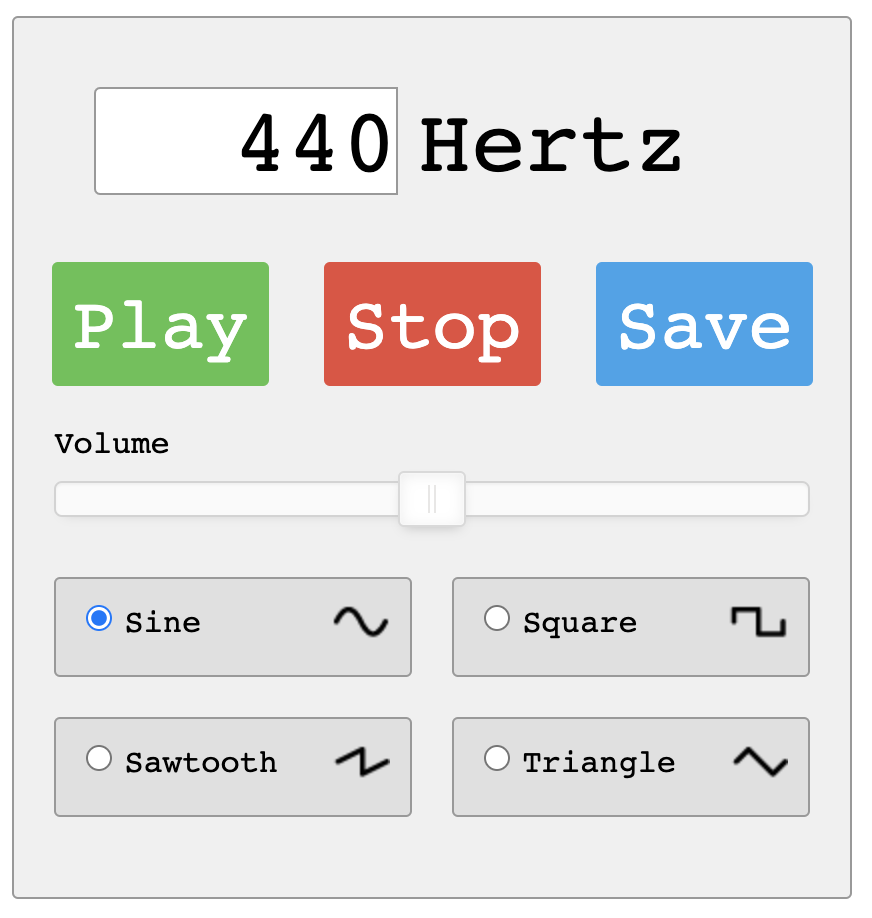 440 Hertz
Play Stop Save
Volume
Sine Square
Sawtooth Triangle